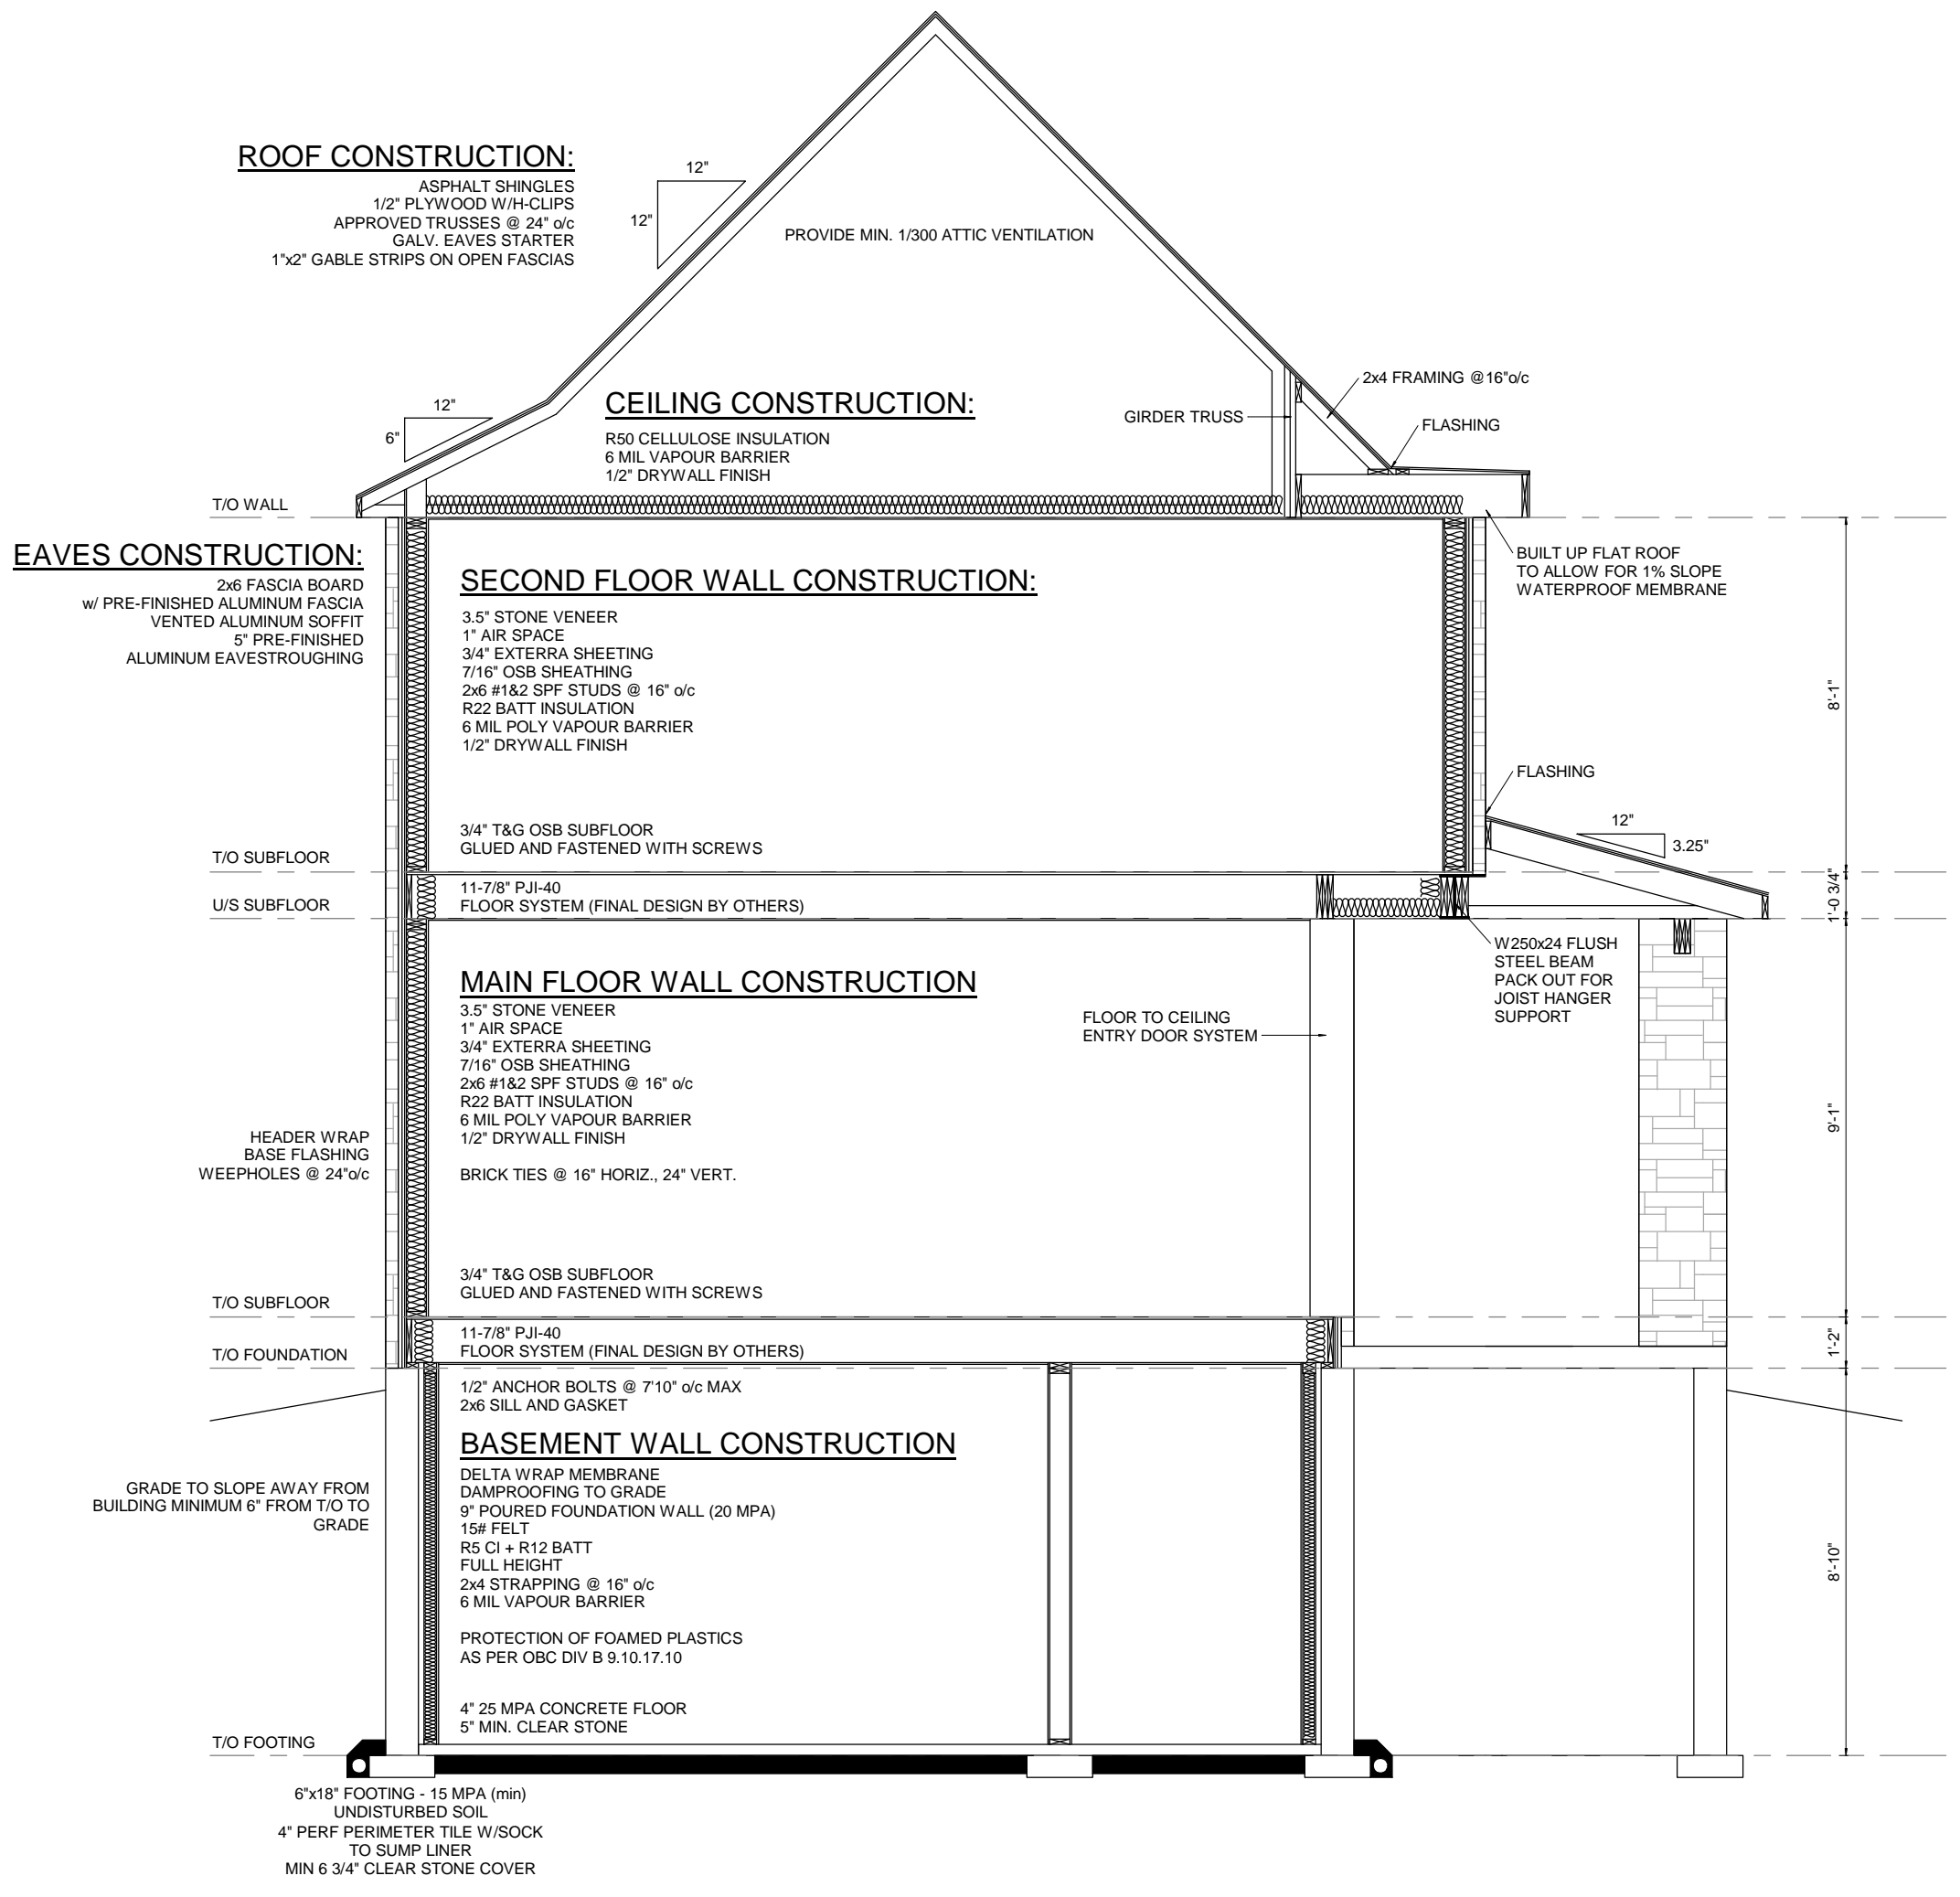 ROOF CONSTRUCTION:
ASPHALT SHINGLES
1/2" PLYWOOD W/H-CLIPS
APPROVED TRUSSES @ 24" o/c
GALV. EAVES STARTER
1"x2" GABLE STRIPS ON OPEN FASCIAS
12"
12"
PROVIDE MIN. 1/300 ATTIC VENTILATION
12"
6"
CEILING CONSTRUCTION:
R50 CELLULOSE INSULATION
6 MIL VAPOUR BARRIER
1/2" DRYWALL FINISH
GIRDER TRUSS
2x4 FRAMING @16"o/c
FLASHING
T/O WALL
EAVES CONSTRUCTION:
2x6 FASCIA BOARD
w/ PRE-FINISHED ALUMINUM FASCIA
VENTED ALUMINUM SOFFIT
5" PRE-FINISHED
ALUMINUM EAVESTROUGHING
SECOND FLOOR WALL CONSTRUCTION:
3.5" STONE VENEER
1" AIR SPACE
3/4" EXTERRA SHEETING
7/16" OSB SHEATHING
2x6 #1&2 SPF STUDS @ 16" o/c
R22 BATT INSULATION
6 MIL POLY VAPOUR BARRIER
1/2" DRYWALL FINISH
BUILT UP FLAT ROOF
TO ALLOW FOR 1% SLOPE
WATERPROOF MEMBRANE
8'-1"
FLASHING
12"
3.25"
3/4" T&G OSB SUBFLOOR
GLUED AND FASTENED WITH SCREWS
T/O SUBFLOOR
U/S SUBFLOOR
11-7/8" PJI-40
FLOOR SYSTEM (FINAL DESIGN BY OTHERS)
1'-0 3/4"
W250x24 FLUSH
STEEL BEAM
PACK OUT FOR
JOIST HANGER
SUPPORT
MAIN FLOOR WALL CONSTRUCTION
3.5" STONE VENEER
1" AIR SPACE
3/4" EXTERRA SHEETING
7/16" OSB SHEATHING
2x6 #1&2 SPF STUDS @ 16" o/c
R22 BATT INSULATION
6 MIL POLY VAPOUR BARRIER
1/2" DRYWALL FINISH
BRICK TIES @ 16" HORIZ., 24" VERT.
FLOOR TO CEILING
ENTRY DOOR SYSTEM
9'-1"
HEADER WRAP
BASE FLASHING
WEEPHOLES @ 24"o/c
3/4" T&G OSB SUBFLOOR
GLUED AND FASTENED WITH SCREWS
T/O SUBFLOOR
T/O FOUNDATION
11-7/8" PJI-40
FLOOR SYSTEM (FINAL DESIGN BY OTHERS)
1'-2"
1/2" ANCHOR BOLTS @ 7'10" o/c MAX
2x6 SILL AND GASKET
BASEMENT WALL CONSTRUCTION
DELTA WRAP MEMBRANE
DAMPROOFING TO GRADE
9" POURED FOUNDATION WALL (20 MPA)
15# FELT
R5 CI + R12 BATT
FULL HEIGHT
2x4 STRAPPING @ 16" o/c
6 MIL VAPOUR BARRIER
PROTECTION OF FOAMED PLASTICS
AS PER OBC DIV B 9.10.17.10
GRADE TO SLOPE AWAY FROM
BUILDING MINIMUM 6" FROM T/O TO
GRADE
8'-10"
4" 25 MPA CONCRETE FLOOR
5" MIN. CLEAR STONE
T/O FOOTING
6"x18" FOOTING - 15 MPA (min)
UNDISTURBED SOIL
4" PERF PERIMETER TILE W/SOCK
TO SUMP LINER
MIN 6 3/4" CLEAR STONE COVER